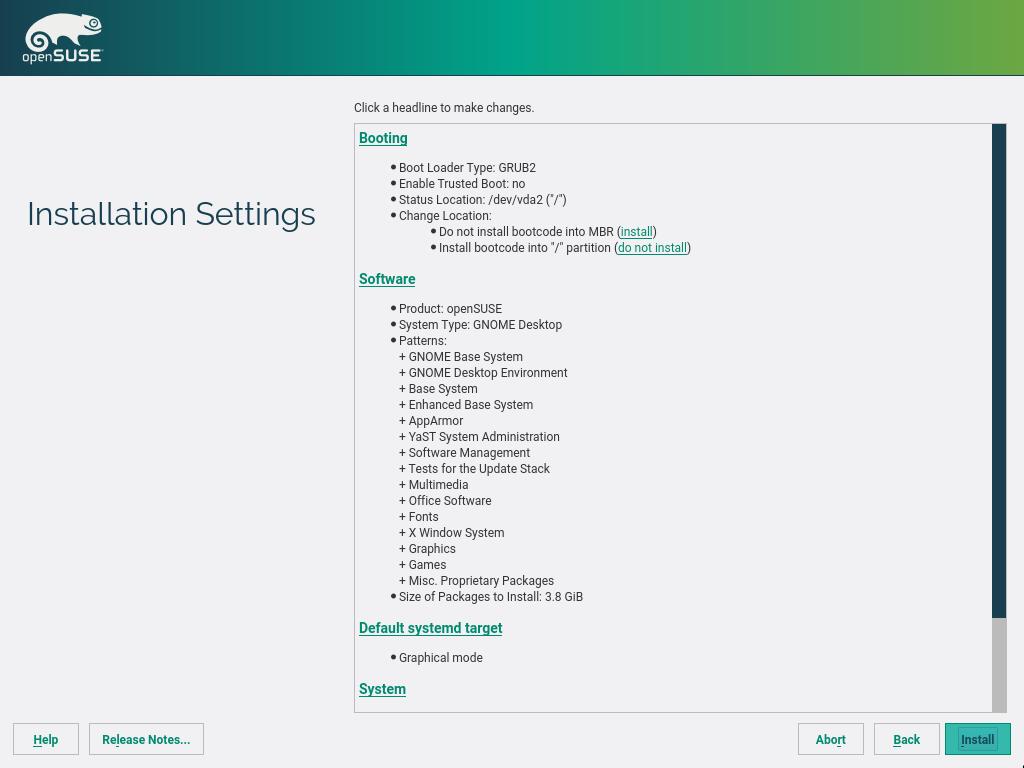 openSUSE
Click a headline to make changes.
Installation Settings
Booting
Boot Loader Type: GRUB2
Enable Trusted Boot: no
Status Location: /dev/vda2 ("/")
Change Location:
Do not install bootcode into MBR (install)
Install bootcode into "/" partition (do not install)
Software
Product: openSUSE
System Type: GNOME Desktop
Patterns:
+ GNOME Base System
+ GNOME Desktop Environment
+ Base System
+ Enhanced Base System
+ AppArmor
+ YaST System Administration
+ Software Management
+ Tests for the Update Stack
+ Multimedia
+ Office Software
+ Fonts
+ X Window System
+ Graphics
+ Games
+ Misc. Proprietary Packages
Size of Packages to Install: 3.8 GiB
Default systemd target
Graphical mode
System
Help
Release Notes...
Abort
Back
Install